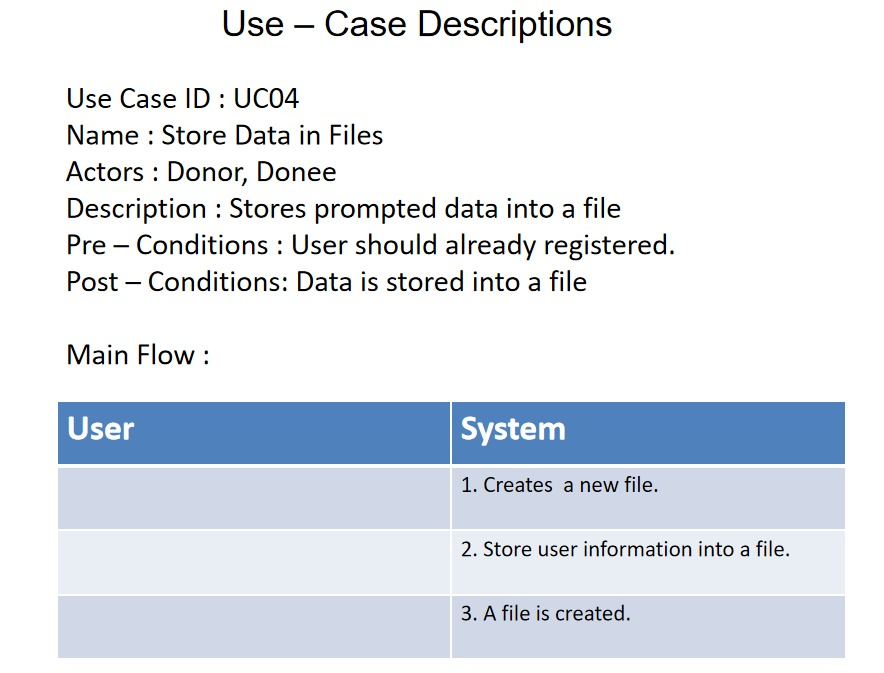 Use – Case Descriptions
Use Case ID : UC04
Name : Store Data in Files
Actors : Donor, Donee
Description : Stores prompted data into a file
Pre – Conditions : User should already registered.
Post – Conditions: Data is stored into a file
Main Flow :
User System
1. Creates  a new file.
2. Store user information into a file.
3. A file is created.